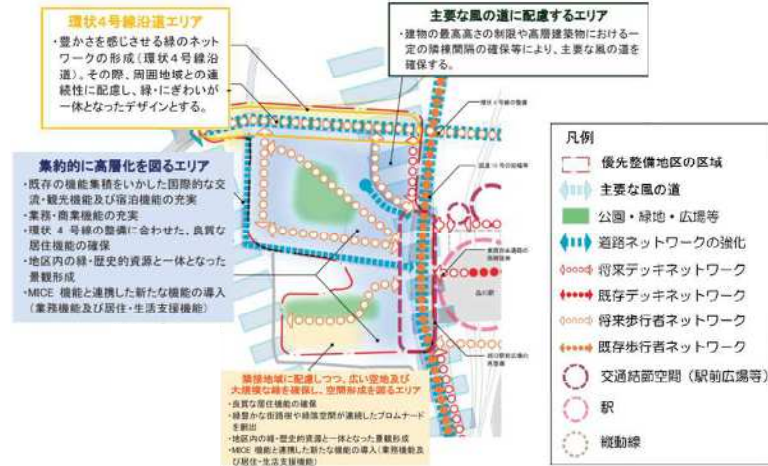 環状4号線沿道エリア
・豊かさを感じさせる緑のネット
ワークの形成（環状4号線沿
道）。その際、周囲地域との連
続性に配慮し、緑・にぎわいが
一体となったデザインとする。
主要な風の道に配慮するエリア
・建物の最高高さの制限や高層建築物における一
定の隣棟間隔の確保等により、主要な風の道を
確保する。
集約的に高層化を図るエリア
・既存の機能集積をいかした国際的な交
流・観光機能及び宿泊機能の充実
・業務・商業機能の充実
・環状 4 号線の整備に合わせた、良質な
居住機能の確保
・地区内の緑・歴史的資源と一体となった
景観形成
・MICE 機能と連携した新たな機能の導入
（業務機能及び居住・生活支援機能）
環状4号線の整備
品川駅
隣接地域に配慮しつつ、広い空地及び
大規模な緑を確保し、空間形成を図るエリア
・良質な居住機能の確保
・緑豊かな街路樹や緑陰空間が連続したプロムナード
を創出
・地区内の緑・歴史的資源と一体となった景観形成
・MICE 機能と連携した新たな機能の導入（業務機能及
び居住・生活支援機能）
凡例
優先整備地区の区域
主要な風の道
公園・緑地・広場等
道路ネットワークの強化
将来デッキネットワーク
既存デッキネットワーク
将来歩行者ネットワーク
既存歩行者ネットワーク
交通結節空間（駅前広場等）
駅
縦動線